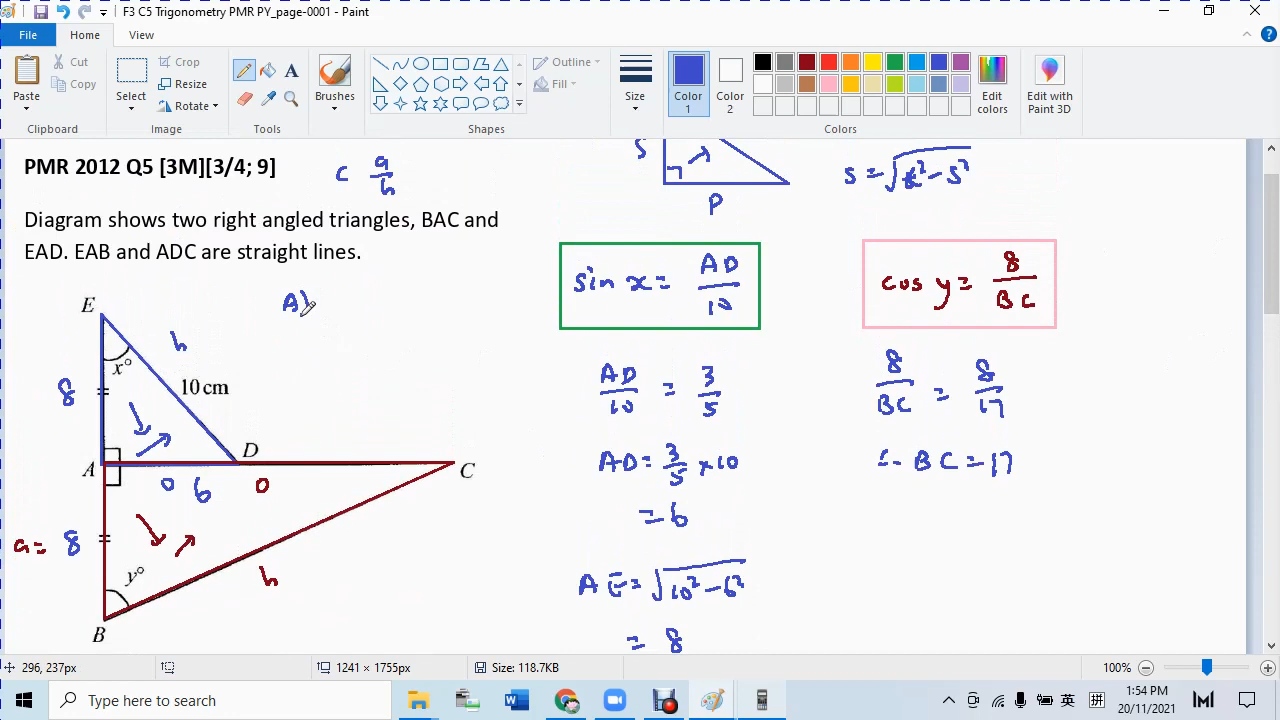 F3 C5 Trigonometry PMR PY_page-0001 - Paint
File Home View
Paste Cut Copy Clipboard
Select Crop Resize Rotate Image
A Tools
Brushes
Outline Fill Shapes
Size
Color 1 Color 2 Edit colors Colors
Edit with Paint 3D
PMR 2012 Q5 [3M][3/4; 9]
C a/h
Diagram shows two right angled triangles, BAC and
EAD. EAB and ADC are straight lines.
E
x°
h
10 cm
8
A
D
C
o 6 o
a = 8
y°
h
B
S
P
s = √t² - s²
sin x = AD/10
cos y = 8/BC
AD/10 = 3/5
8/BC = 8/17
AD = 3/5 × 10
∴ BC = 17
= 6
AE = √10² - 6²
= 8
296, 237px
1241 × 1755px
Size: 118.7KB
100%
Type here to search
英
拼
1:54 PM
20/11/2021